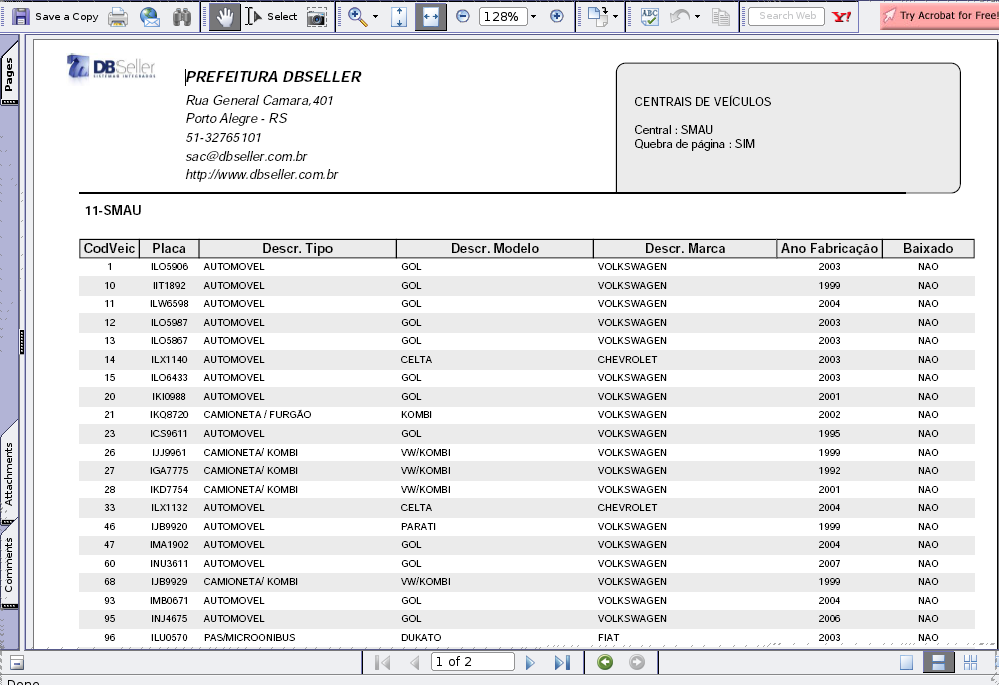 Save a Copy Select 128% ABC Search Web Y! Try Acrobat for Free!
Pages
DBSeller
SISTEMAS INTEGRADOS
PREFEITURA DBSELLER
Rua General Camara,401
Porto Alegre - RS
51-32765101
sac@dbseller.com.br
http://www.dbseller.com.br
CENTRAIS DE VEÍCULOS
Central : SMAU
Quebra de página : SIM
11-SMAU
CodVeic Placa Descr. Tipo Descr. Modelo Descr. Marca Ano Fabricação Baixado
1 ILO5906 AUTOMOVEL GOL VOLKSWAGEN 2003 NAO
10 IIT1892 AUTOMOVEL GOL VOLKSWAGEN 1999 NAO
11 ILW6598 AUTOMOVEL GOL VOLKSWAGEN 2004 NAO
12 ILO5987 AUTOMOVEL GOL VOLKSWAGEN 2003 NAO
13 ILO5867 AUTOMOVEL GOL VOLKSWAGEN 2003 NAO
14 ILX1140 AUTOMOVEL CELTA CHEVROLET 2003 NAO
15 ILO6433 AUTOMOVEL GOL VOLKSWAGEN 2003 NAO
20 IKI0988 AUTOMOVEL GOL VOLKSWAGEN 2001 NAO
21 IKQ8720 CAMIONETA / FURGÃO KOMBI VOLKSWAGEN 2002 NAO
23 ICS9611 AUTOMOVEL GOL VOLKSWAGEN 1995 NAO
26 IJJ9961 CAMIONETA/ KOMBI VW/KOMBI VOLKSWAGEN 1999 NAO
27 IGA7775 CAMIONETA/ KOMBI VW/KOMBI VOLKSWAGEN 1992 NAO
28 IKD7754 CAMIONETA/ KOMBI VW/KOMBI VOLKSWAGEN 2001 NAO
33 ILX1132 AUTOMOVEL CELTA CHEVROLET 2004 NAO
46 IJB9920 AUTOMOVEL PARATI VOLKSWAGEN 1999 NAO
47 IMA1902 AUTOMOVEL GOL VOLKSWAGEN 2004 NAO
60 INU3611 AUTOMOVEL GOL VOLKSWAGEN 2007 NAO
68 IJB9929 CAMIONETA/ KOMBI VW/KOMBI VOLKSWAGEN 1999 NAO
93 IMB0671 AUTOMOVEL GOL VOLKSWAGEN 2004 NAO
95 INJ4675 AUTOMOVEL GOL VOLKSWAGEN 2006 NAO
96 ILU0570 PAS/MICROONIBUS DUKATO FIAT 2003 NAO
Attachments
Comments
1 of 2
Done